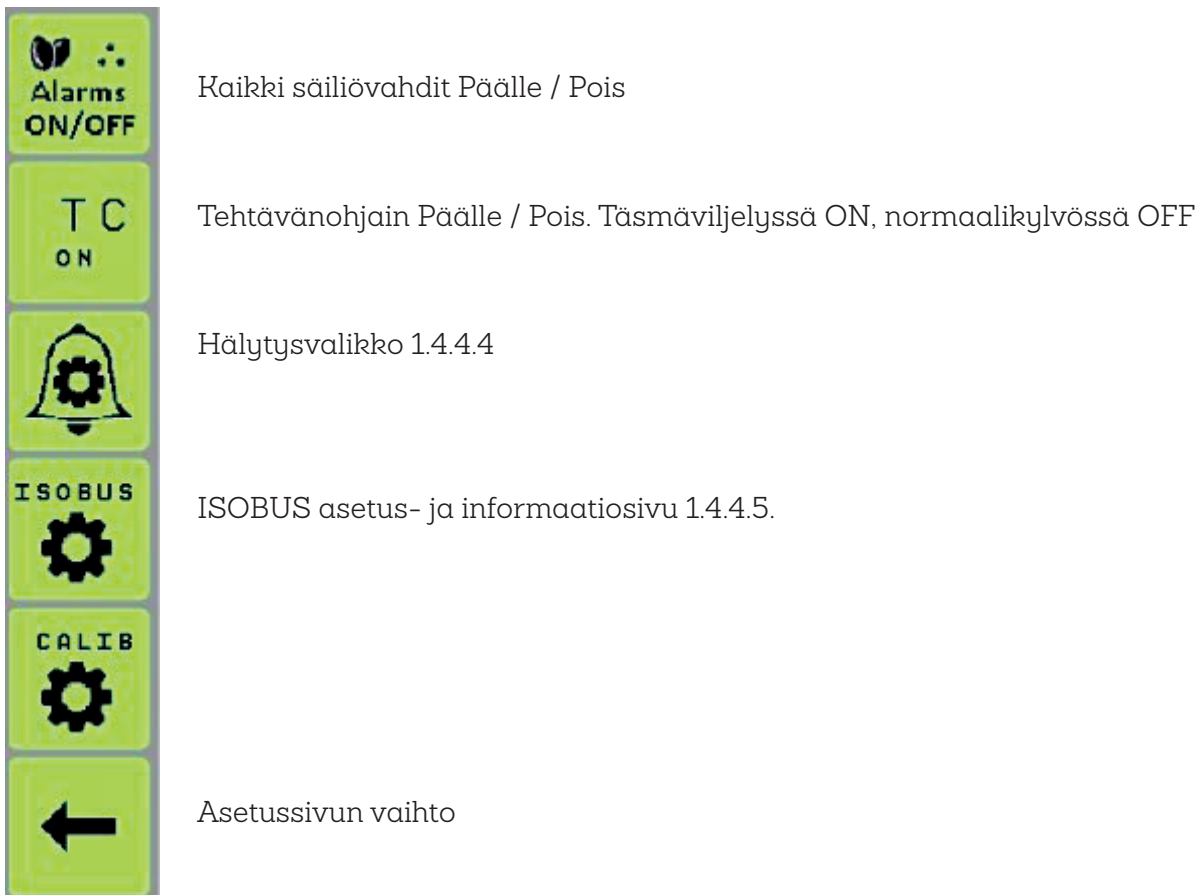 Alarms
ON/OFF
Kaikki säiliövahdit Päälle / Pois
T C
ON
Tehtävänohjain Päälle / Pois. Täsmäviljelyssä ON, normaalikylvössä OFF
Hälytysvalikko 1.4.4.4
ISOBUS
ISOBUS asetus- ja informaatiosivu 1.4.4.5.
CALIB
Asetussivun vaihto